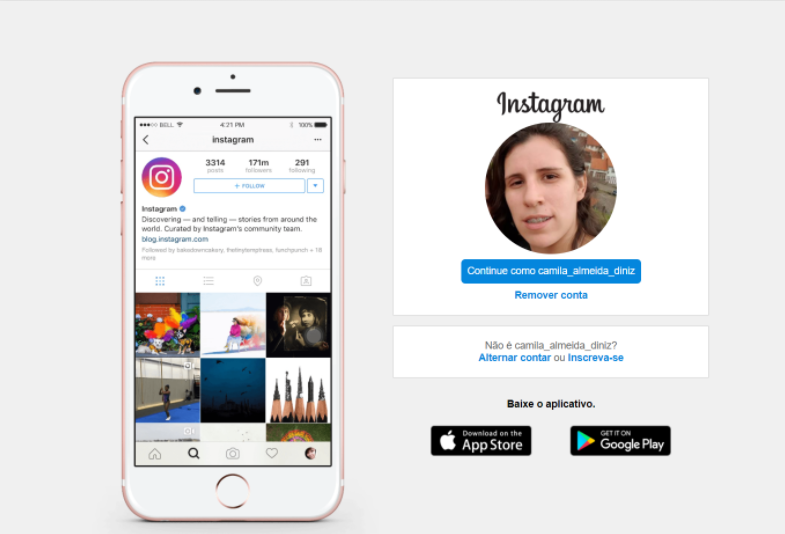 BELL
4:21 PM
100%
instagram
3314
171m
291
posts
followers
following
+ FOLLOW
Instagram
Discovering — and telling — stories from around the
world. Curated by Instagram's community team.
blog.instagram.com
Followed by bakedowncakery, thetinytemptress, funchpunch + 18
more
Instagram
Continue como camila_almeida_diniz
Remover conta
Não é camila_almeida_diniz?
Alternar contar ou Inscreva-se
Baixe o aplicativo.
Download on the
App Store
GET IT ON
Google Play